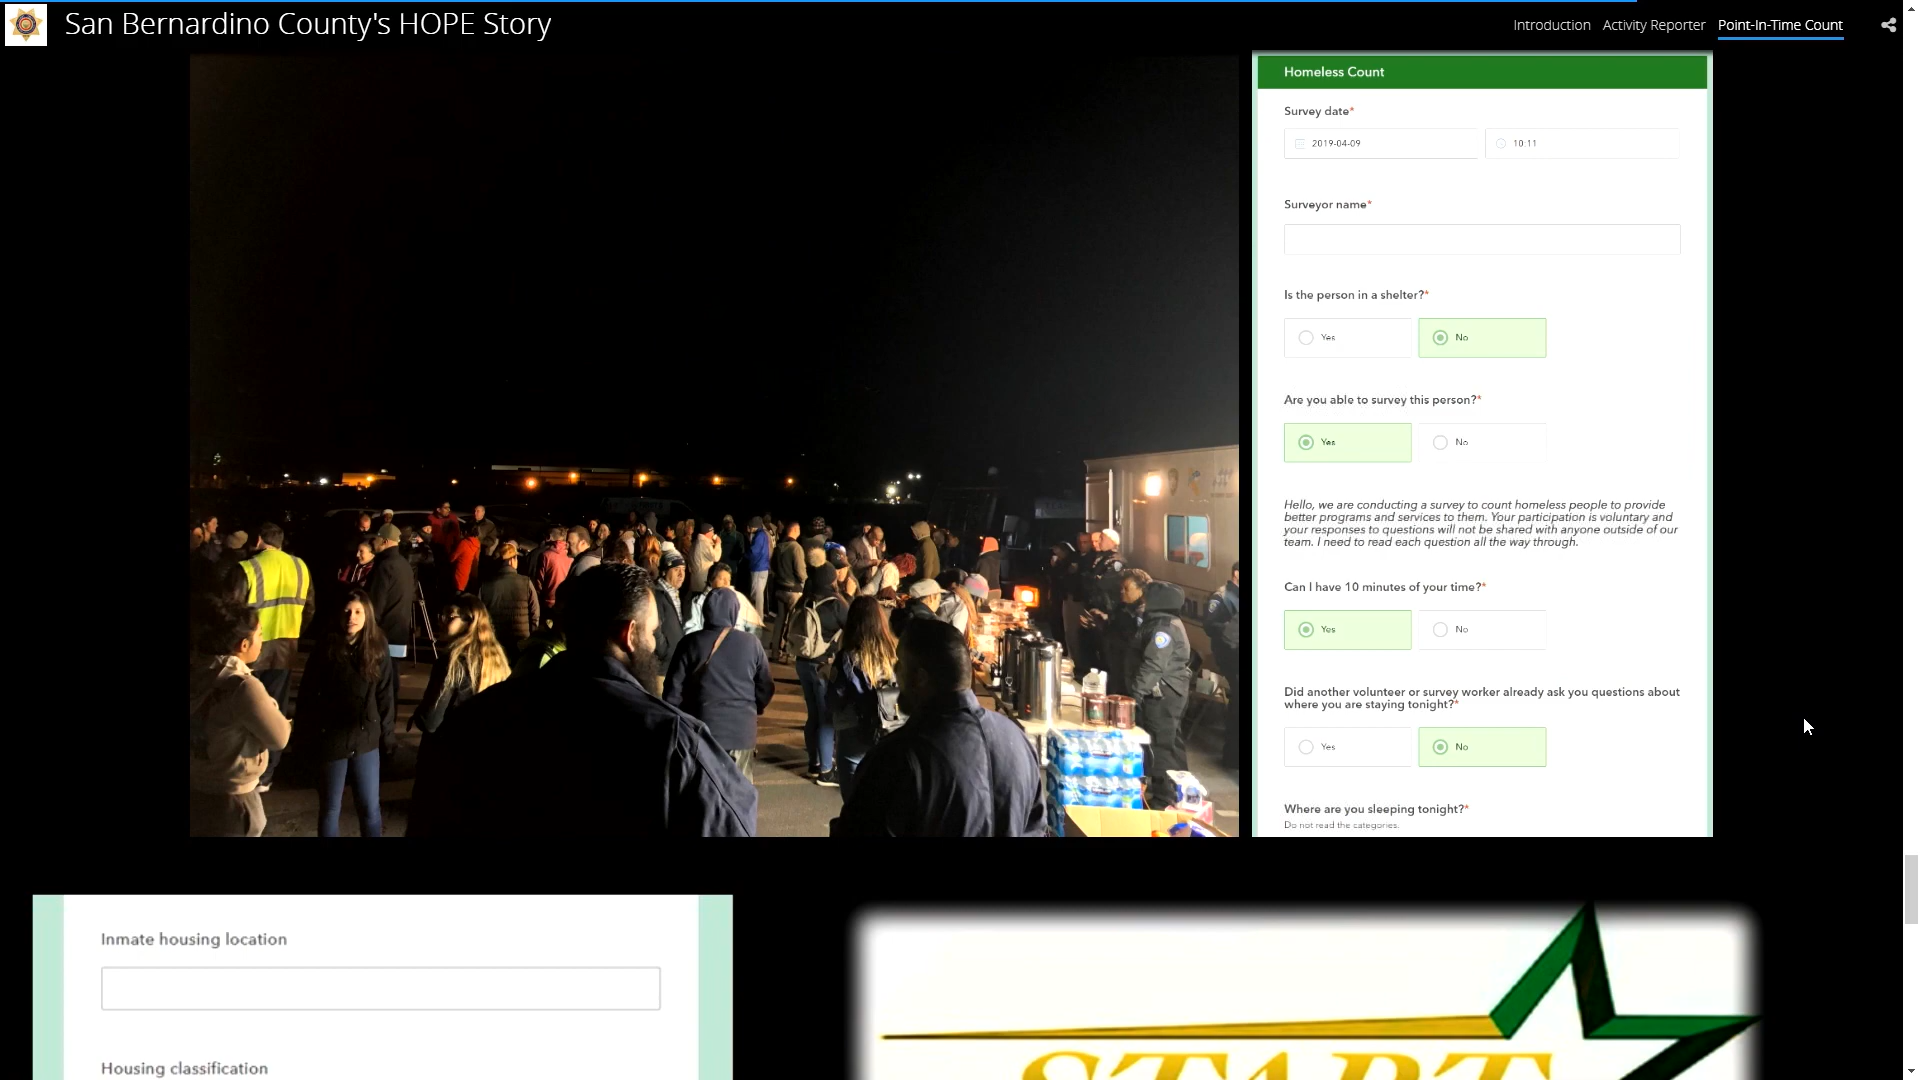 San Bernardino County's HOPE Story
Introduction
Activity Reporter
Point-In-Time Count
Homeless Count
Survey date*
2019-04-09
10:11
Surveyor name*
Is the person in a shelter?*
Yes
No
Are you able to survey this person?*
Yes
No
Hello, we are conducting a survey to count homeless people to provide
better programs and services to them. Your participation is voluntary and
your responses to questions will not be shared with anyone outside of our
team. I need to read each question all the way through.
Can I have 10 minutes of your time?*
Yes
No
Did another volunteer or survey worker already ask you questions about
where you are staying tonight?*
Yes
No
Where are you sleeping tonight?*
Do not read the categories.
Inmate housing location
Housing classification
START